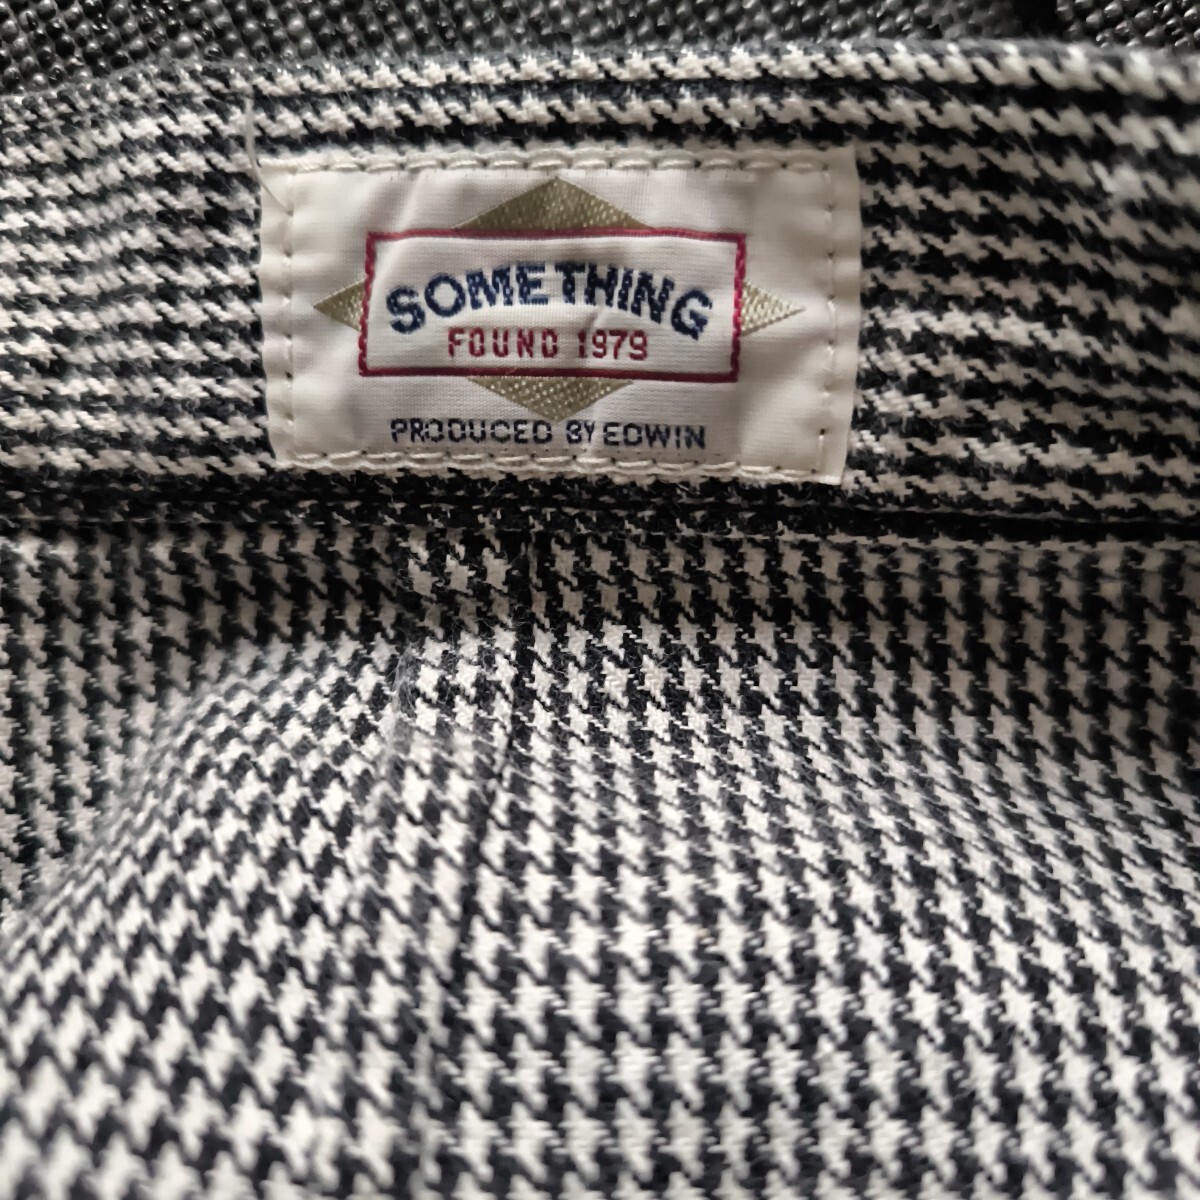 SOMETHING
FOUND 1979
PRODUCED BY EDWIN